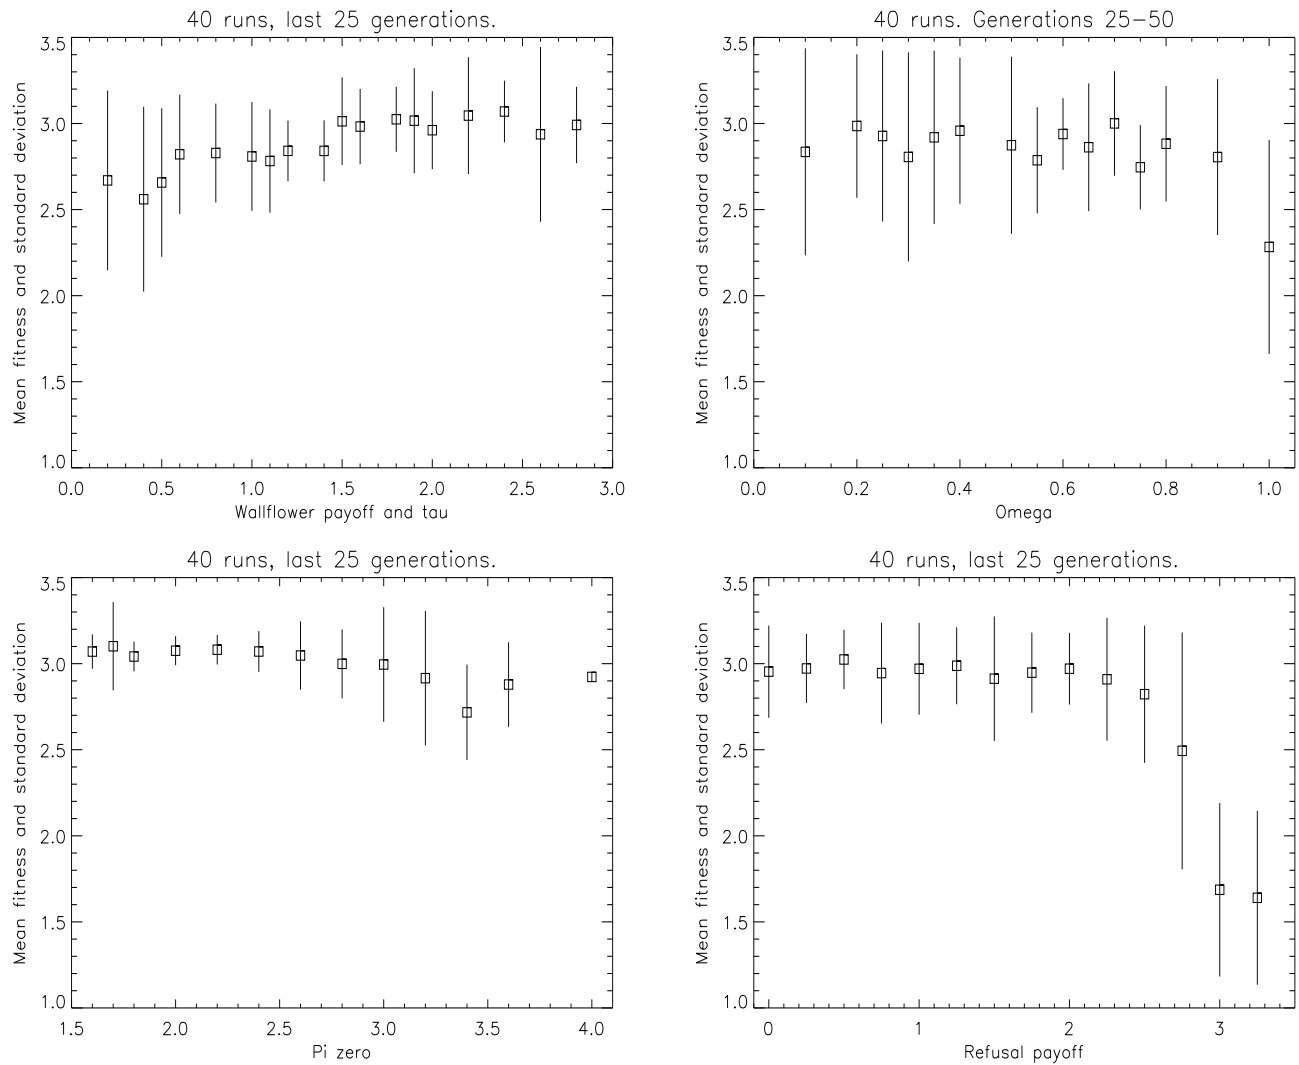 40 runs, last 25 generations.
Mean fitness and standard deviation
3.5
3.0
2.5
2.0
1.5
1.0
0.0 0.5 1.0 1.5 2.0 2.5 3.0
Wallflower payoff and tau
40 runs. Generations 25-50
Mean fitness and standard deviation
3.5
3.0
2.5
2.0
1.5
1.0
0.0 0.2 0.4 0.6 0.8 1.0
Omega
40 runs, last 25 generations.
Mean fitness and standard deviation
3.5
3.0
2.5
2.0
1.5
1.0
1.5 2.0 2.5 3.0 3.5 4.0
Pi zero
40 runs, last 25 generations.
Mean fitness and standard deviation
3.5
3.0
2.5
2.0
1.5
1.0
0 1 2 3
Refusal payoff